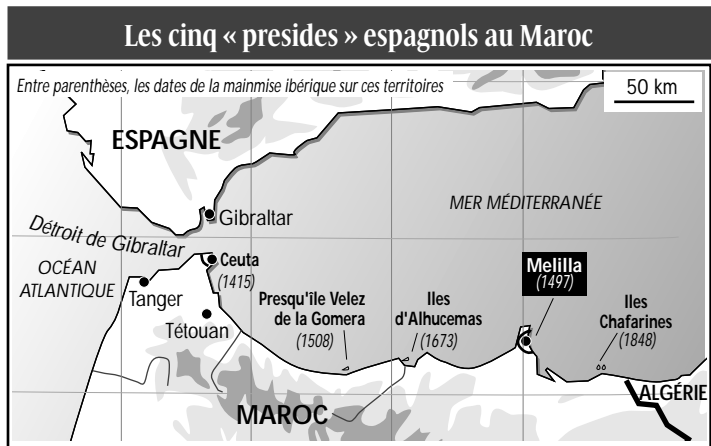 Les cinq « presides » espagnols au Maroc
Entre parenthèses, les dates de la mainmise ibérique sur ces territoires
50 km
ESPAGNE
MER MÉDITERRANÉE
Gibraltar
Détroit de Gibraltar
OCÉAN
ATLANTIQUE
Ceuta
(1415)
Tanger
Tétouan
Presqu'île Velez
de la Gomera
(1508)
Iles
d'Alhucemas
(1673)
Melilla
(1497)
Iles
Chafarines
(1848)
ALGÉRIE
MAROC